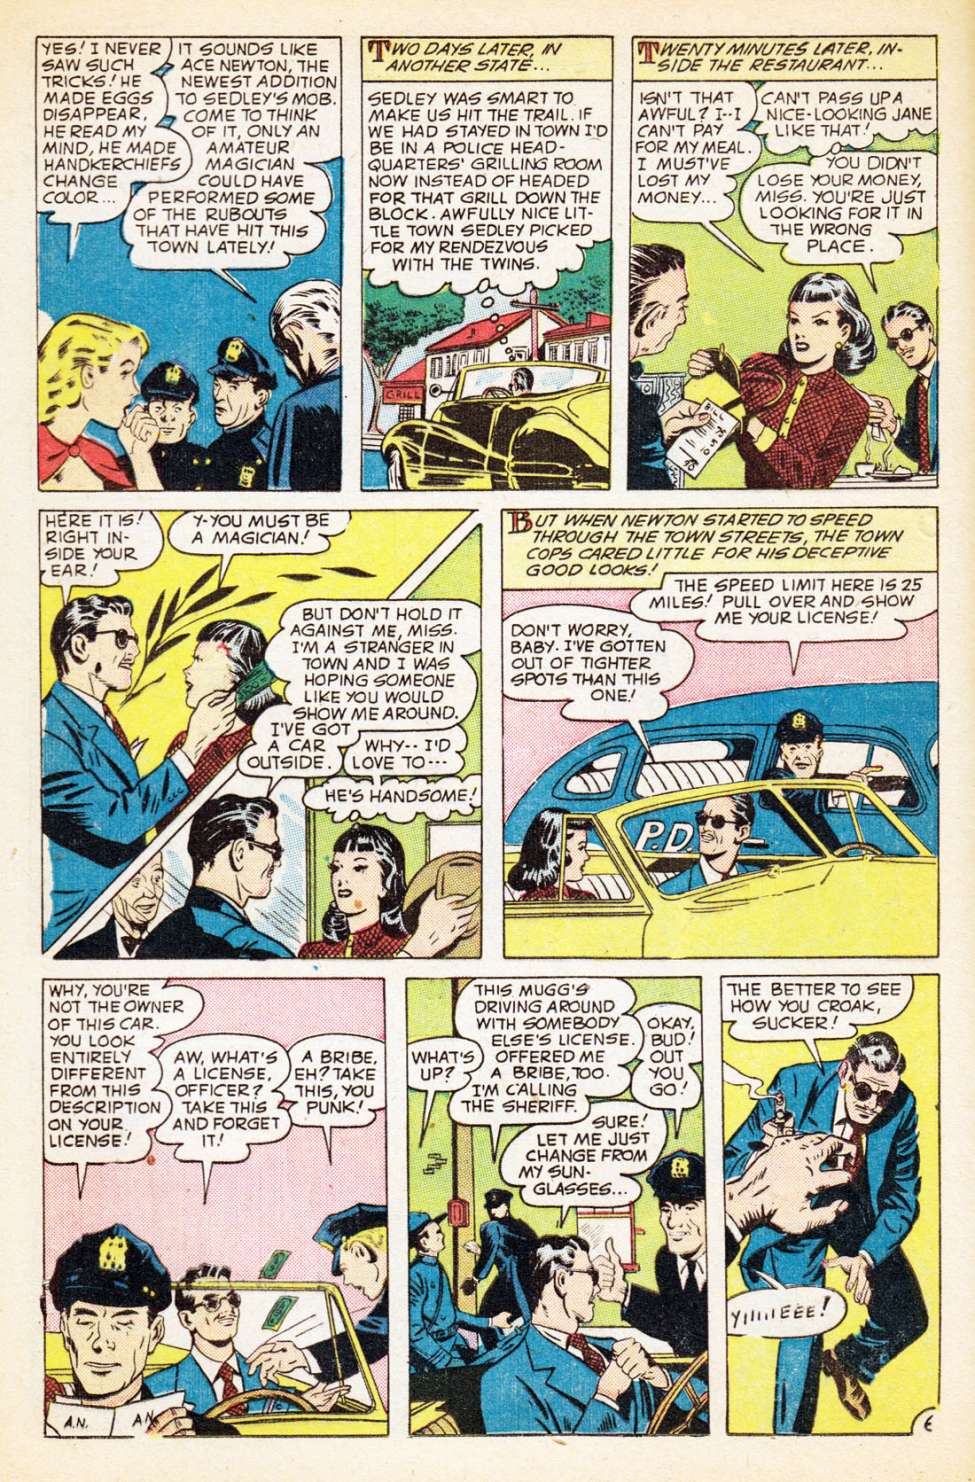 YES! I NEVER
SAW SUCH
TRICKS! HE
MADE EGGS
DISAPPEAR,
HE READ MY
MIND, HE MADE
HANDKERCHIEFS
CHANGE
COLOR...
IT SOUNDS LIKE
ACE NEWTON, THE
NEWEST ADDITION
TO SEDLEY'S MOB.
COME TO THINK
OF IT, ONLY AN
AMATEUR
MAGICIAN
COULD HAVE
PERFORMED SOME
OF THE RUBOUTS
THAT HAVE HIT THIS
TOWN LATELY!
TWO DAYS LATER, IN
ANOTHER STATE...
SEDLEY WAS SMART TO
MAKE US HIT THE TRAIL. IF
WE HAD STAYED IN TOWN I'D
BE IN A POLICE HEAD-
QUARTERS' GRILLING ROOM
NOW INSTEAD OF HEADED
FOR THAT GRILL DOWN THE
BLOCK. AWFULLY NICE LIT-
TLE TOWN SEDLEY PICKED
FOR MY RENDEZVOUS
WITH THE TWINS.
GRILL
TWENTY MINUTES LATER, IN-
SIDE THE RESTAURANT...
ISN'T THAT
AWFUL? I--I
CAN'T PAY
FOR MY MEAL.
I MUST'VE
LOST MY
MONEY...
CAN'T PASS UP A
NICE-LOOKING JANE
LIKE THAT!
YOU DIDN'T
LOSE YOUR MONEY,
MISS. YOU'RE JUST
LOOKING FOR IT IN
THE WRONG
PLACE.
BILL
HERE IT IS!
RIGHT IN-
SIDE YOUR
EAR!
Y-YOU MUST BE
A MAGICIAN!
BUT DON'T HOLD IT
AGAINST ME, MISS.
I'M A STRANGER IN
TOWN AND I WAS
HOPING SOMEONE
LIKE YOU WOULD
SHOW ME AROUND.
I'VE GOT
A CAR
OUTSIDE.
WHY-- I'D
LOVE TO---
HE'S HANDSOME!
BUT WHEN NEWTON STARTED TO SPEED
THROUGH THE TOWN STREETS, THE TOWN
COPS CARED LITTLE FOR HIS DECEPTIVE
GOOD LOOKS!
THE SPEED LIMIT HERE IS 25
MILES! PULL OVER AND SHOW
ME YOUR LICENSE!
DON'T WORRY,
BABY. I'VE GOTTEN
OUT OF TIGHTER
SPOTS THAN THIS
ONE!
P.D.
WHY, YOU'RE
NOT THE OWNER
OF THIS CAR.
YOU LOOK
ENTIRELY
DIFFERENT
FROM THIS
DESCRIPTION
ON YOUR
LICENSE!
AW, WHAT'S
A LICENSE,
OFFICER?
TAKE THIS
AND FORGET
IT!
A BRIBE,
EH? TAKE
THIS, YOU
PUNK!
A.N.
A.N.
WHAT'S
UP?
THIS MUGG'S
DRIVING AROUND
WITH SOMEBODY
ELSE'S LICENSE.
OFFERED ME
A BRIBE, TOO.
I'M CALLING
THE SHERIFF.
OKAY,
BUD!
OUT
YOU
GO!
SURE!
LET ME JUST
CHANGE FROM
MY SUN-
GLASSES...
THE BETTER TO SEE
HOW YOU CROAK,
SUCKER!
YIIIIIEEE!
6